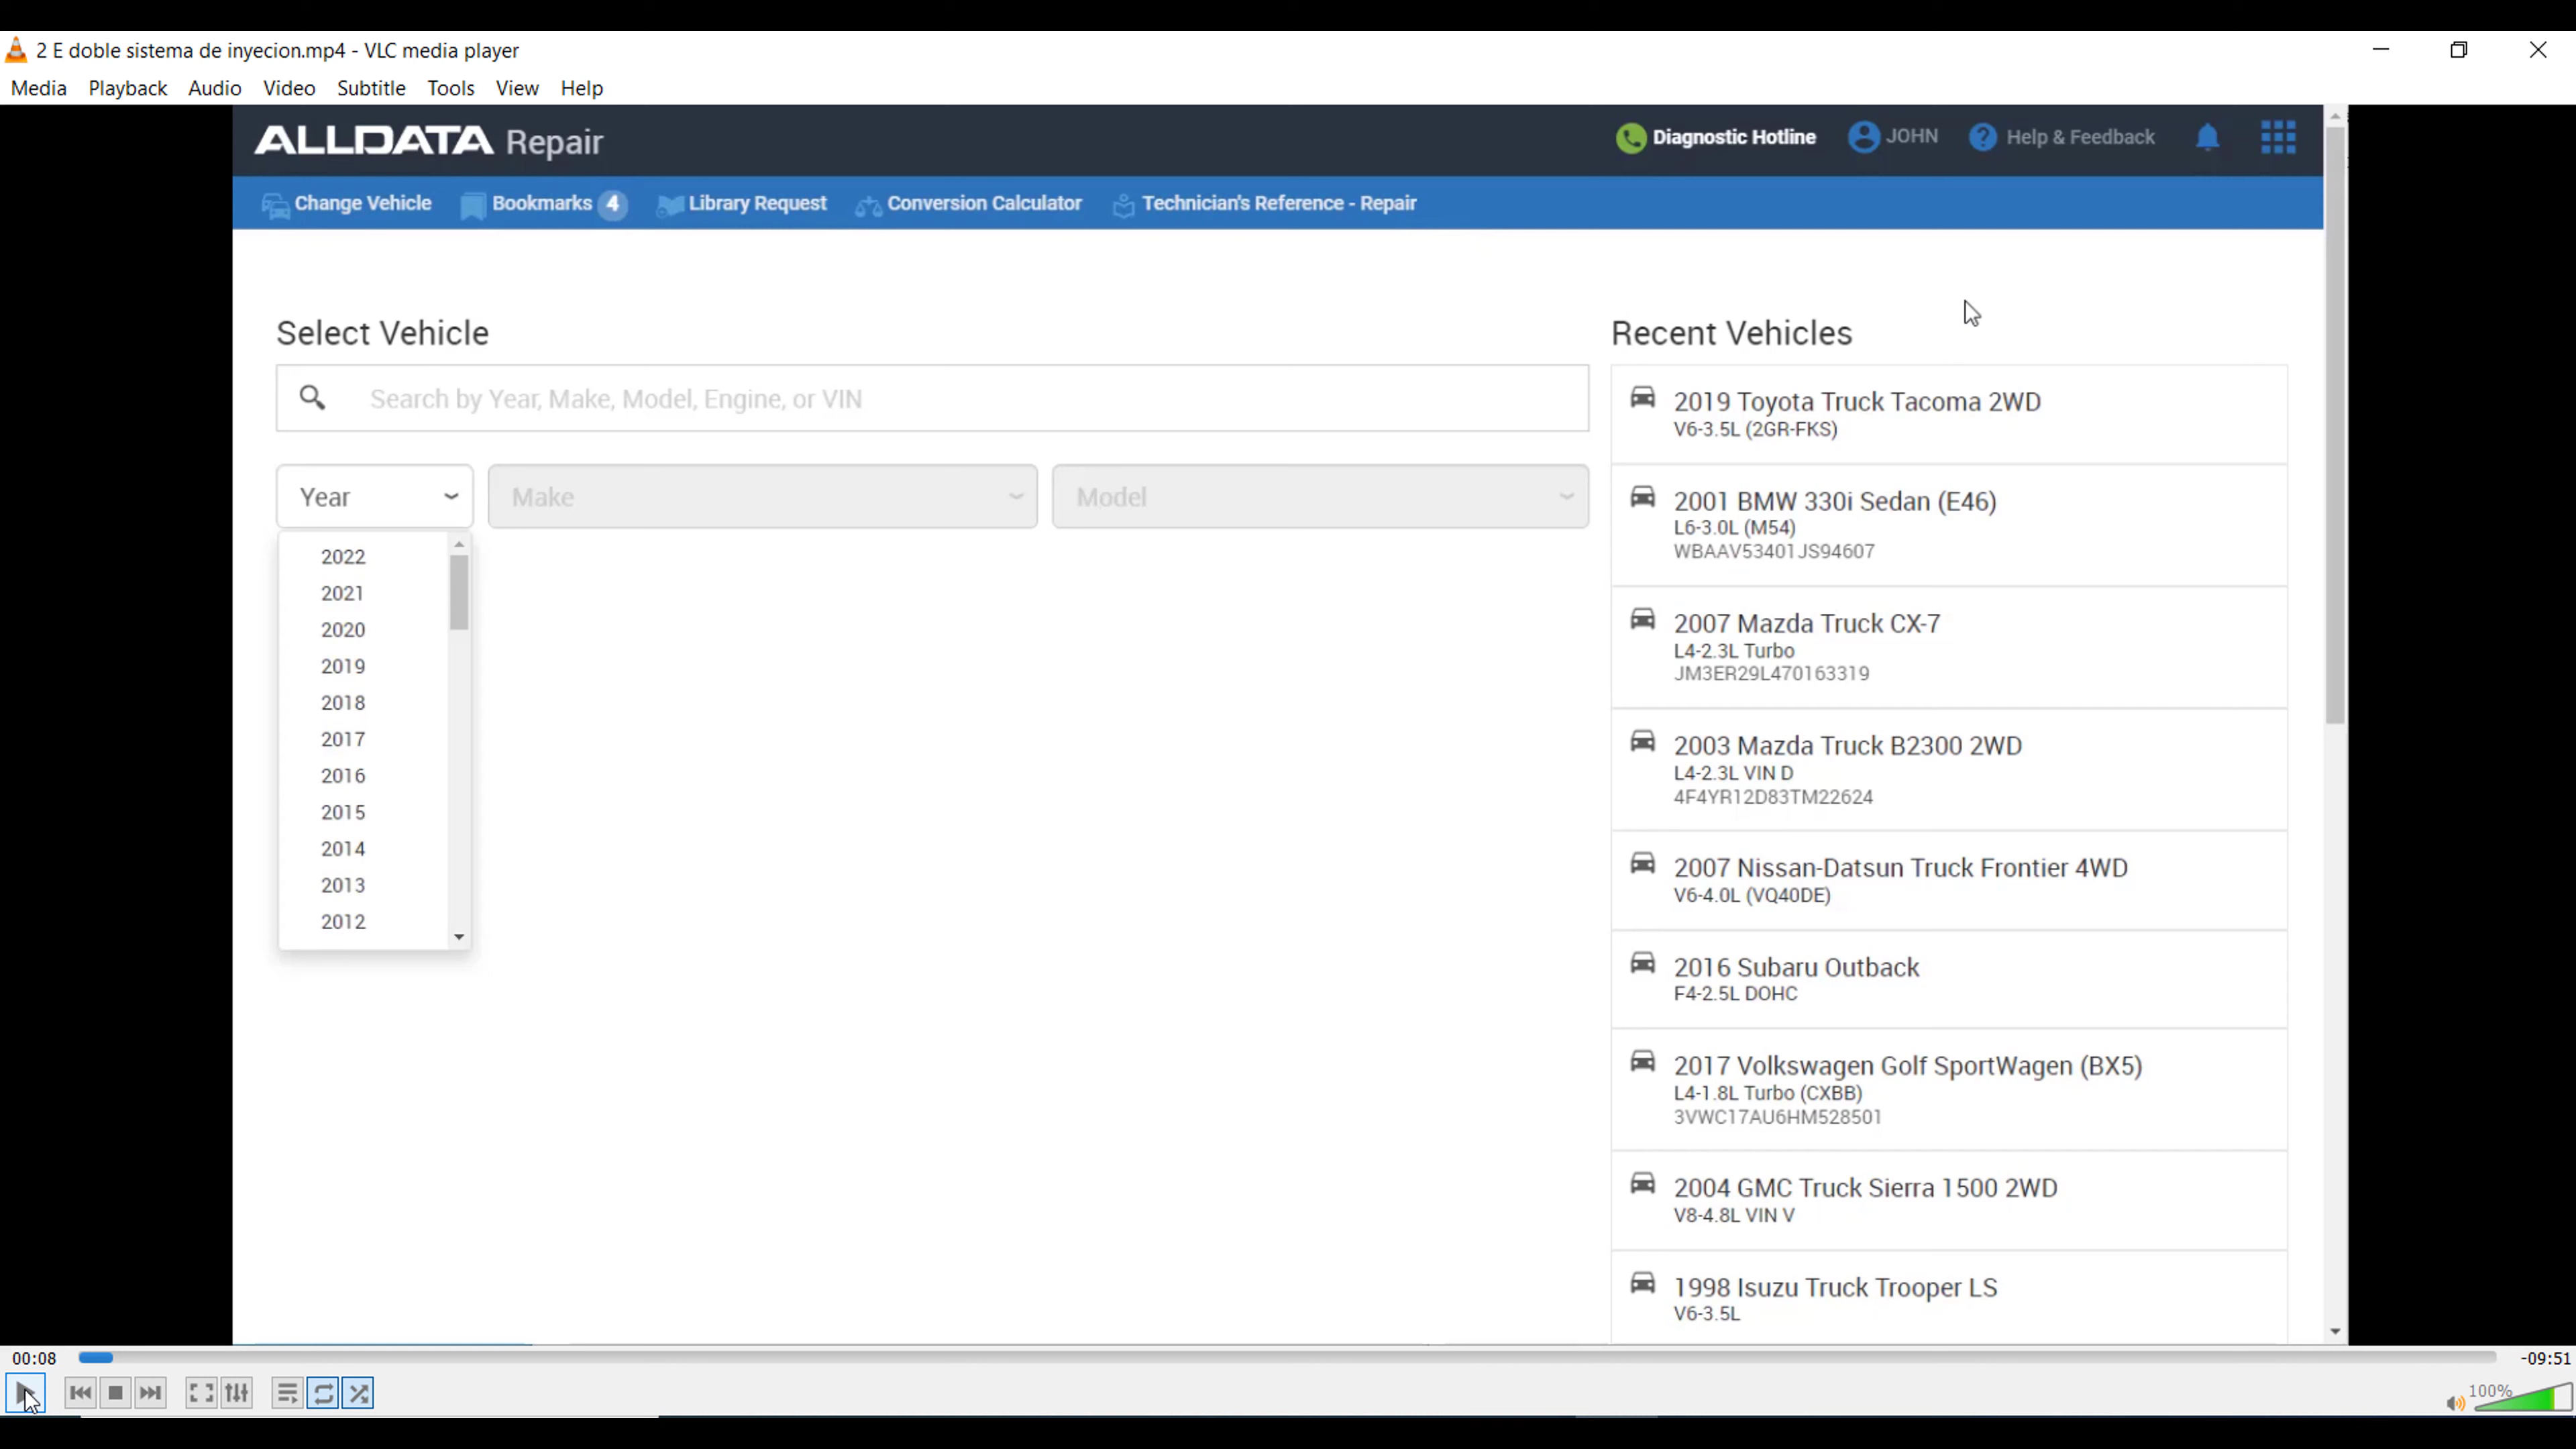 2 E doble sistema de inyecion.mp4 - VLC media player
Media Playback Audio Video Subtitle Tools View Help
ALLDATA Repair
Diagnostic Hotline JOHN Help & Feedback
Change Vehicle Bookmarks 4 Library Request Conversion Calculator Technician's Reference - Repair
Select Vehicle
Search by Year, Make, Model, Engine, or VIN
Year Make Model
2022
2021
2020
2019
2018
2017
2016
2015
2014
2013
2012
Recent Vehicles
2019 Toyota Truck Tacoma 2WD
V6-3.5L (2GR-FKS)
2001 BMW 330i Sedan (E46)
L6-3.0L (M54)
WBAAV53401JS94607
2007 Mazda Truck CX-7
L4-2.3L Turbo
JM3ER29L470163319
2003 Mazda Truck B2300 2WD
L4-2.3L VIN D
4F4YR12D83TM22624
2007 Nissan-Datsun Truck Frontier 4WD
V6-4.0L (VQ40DE)
2016 Subaru Outback
F4-2.5L DOHC
2017 Volkswagen Golf SportWagen (BX5)
L4-1.8L Turbo (CXBB)
3VWC17AU6HM528501
2004 GMC Truck Sierra 1500 2WD
V8-4.8L VIN V
1998 Isuzu Truck Trooper LS
V6-3.5L
00:08 -09:51
100%